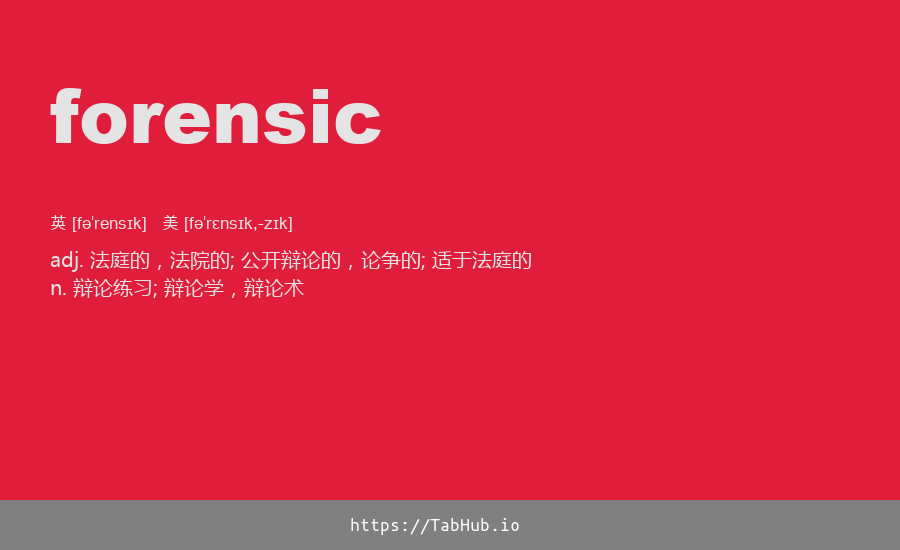 forensic
英 [fə'rensɪk] 美 [fə'rɛnsɪk,-zɪk]
adj. 法庭的，法院的; 公开辩论的，论争的; 适于法庭的
n. 辩论练习; 辩论学，辩论术
https://TabHub.io